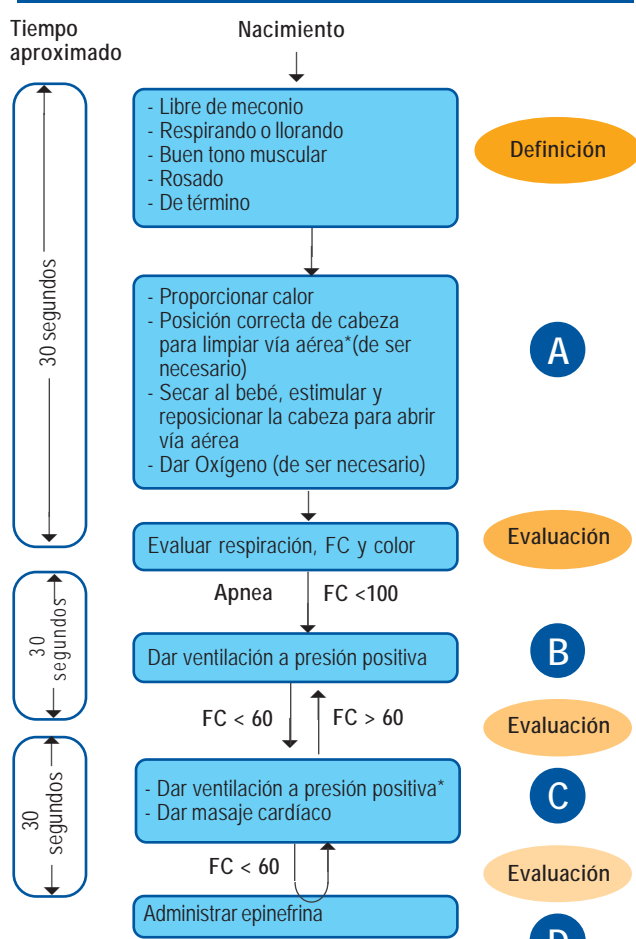 Tiempo
aproximado
Nacimiento
- Libre de meconio
- Respirando o llorando
- Buen tono muscular
- Rosado
- De término
Definición
30 segundos
- Proporcionar calor
- Posición correcta de cabeza
para limpiar vía aérea*(de ser
necesario)
- Secar al bebé, estimular y
reposicionar la cabeza para abrir
vía aérea
- Dar Oxígeno (de ser necesario)
A
Evaluar respiración, FC y color
Evaluación
Apnea FC <100
30
segundos
Dar ventilación a presión positiva
B
FC < 60 FC > 60
Evaluación
30
segundos
- Dar ventilación a presión positiva*
- Dar masaje cardíaco
C
FC < 60
Evaluación
Administrar epinefrina
D